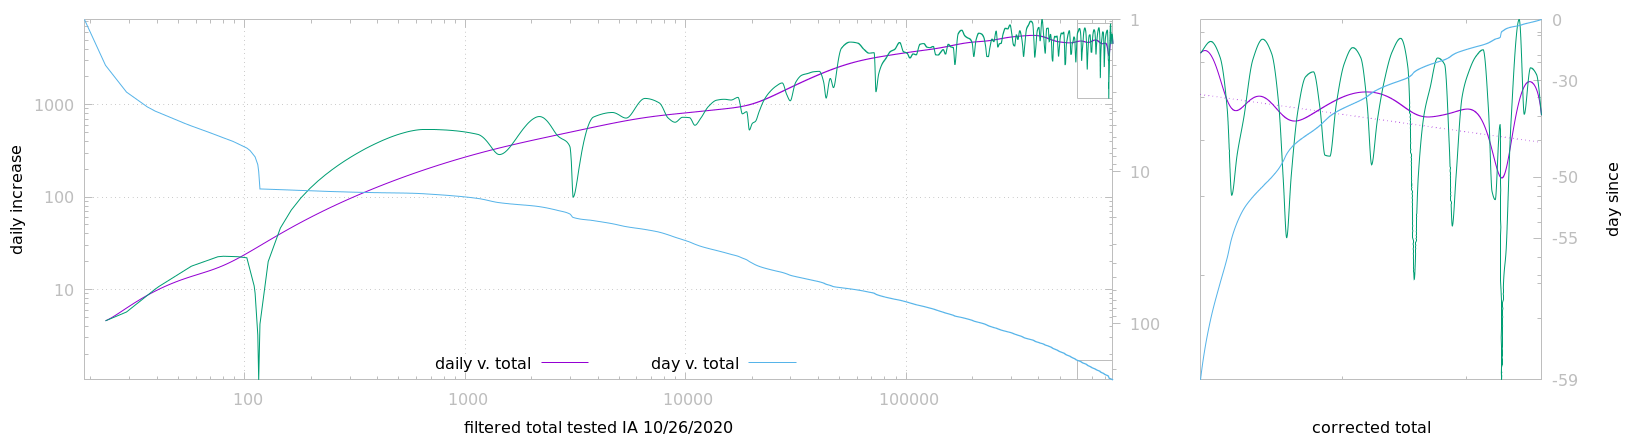 daily increase
1000
100
10
daily v. total
day v. total
100
1000
10000
100000
filtered total tested IA 10/26/2020
1
10
100
0
-30
-50
-55
-59
day since
corrected total